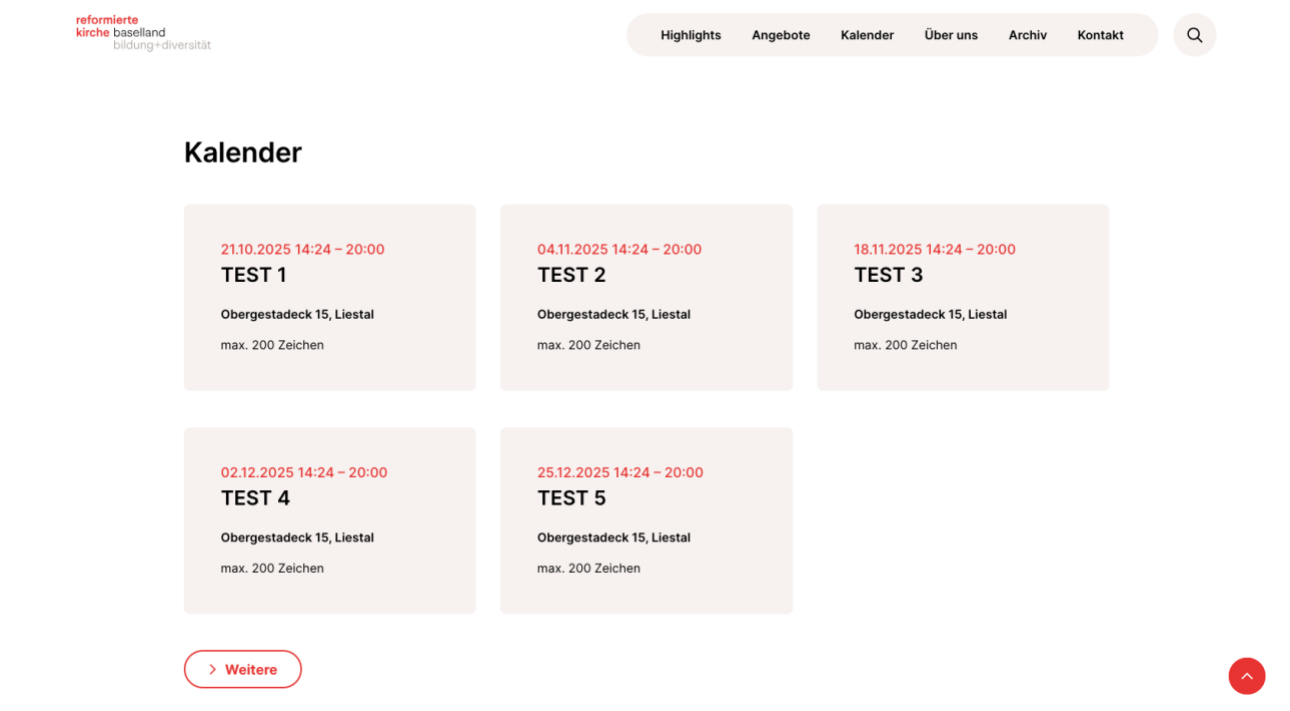 reformierte
kirche baselland
bildung+diversität
Highlights Angebote Kalender Über uns Archiv Kontakt
Kalender
21.10.2025 14:24 – 20:00
TEST 1
Obergestadeck 15, Liestal
max. 200 Zeichen
04.11.2025 14:24 – 20:00
TEST 2
Obergestadeck 15, Liestal
max. 200 Zeichen
18.11.2025 14:24 – 20:00
TEST 3
Obergestadeck 15, Liestal
max. 200 Zeichen
02.12.2025 14:24 – 20:00
TEST 4
Obergestadeck 15, Liestal
max. 200 Zeichen
25.12.2025 14:24 – 20:00
TEST 5
Obergestadeck 15, Liestal
max. 200 Zeichen
Weitere